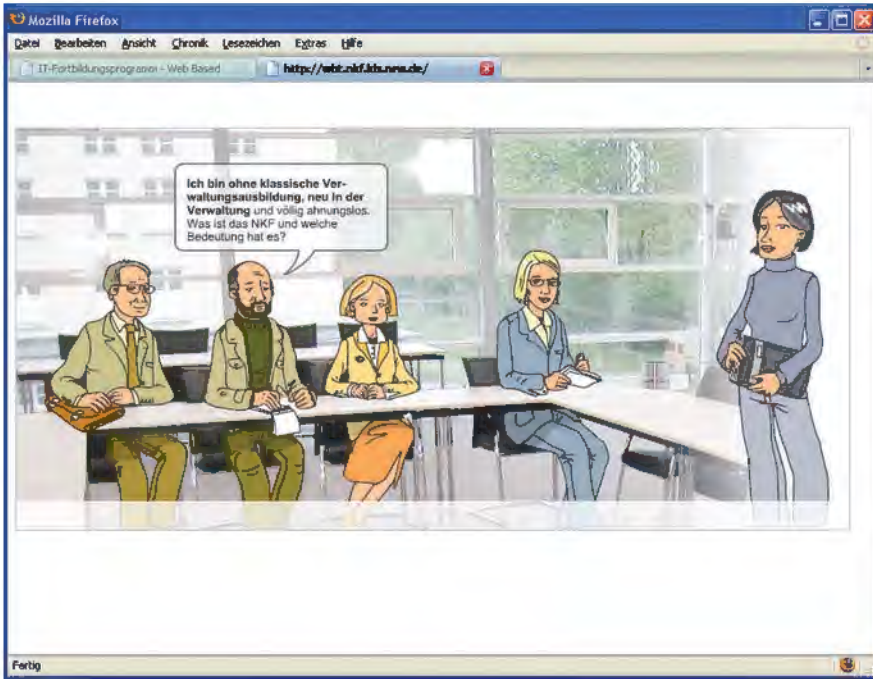 Mozilla Firefox
Datei Bearbeiten Ansicht Chronik Lesezeichen Extras Hilfe
IT-Fortbildungsprogramm - Web Based http://wbt.nkf.kh.nrw.de/
Ich bin ohne klassische Ver-
waltungsausbildung, neu in der
Verwaltung und völlig ahnungslos.
Was ist das NKF und welche
Bedeutung hat es?
Fertig